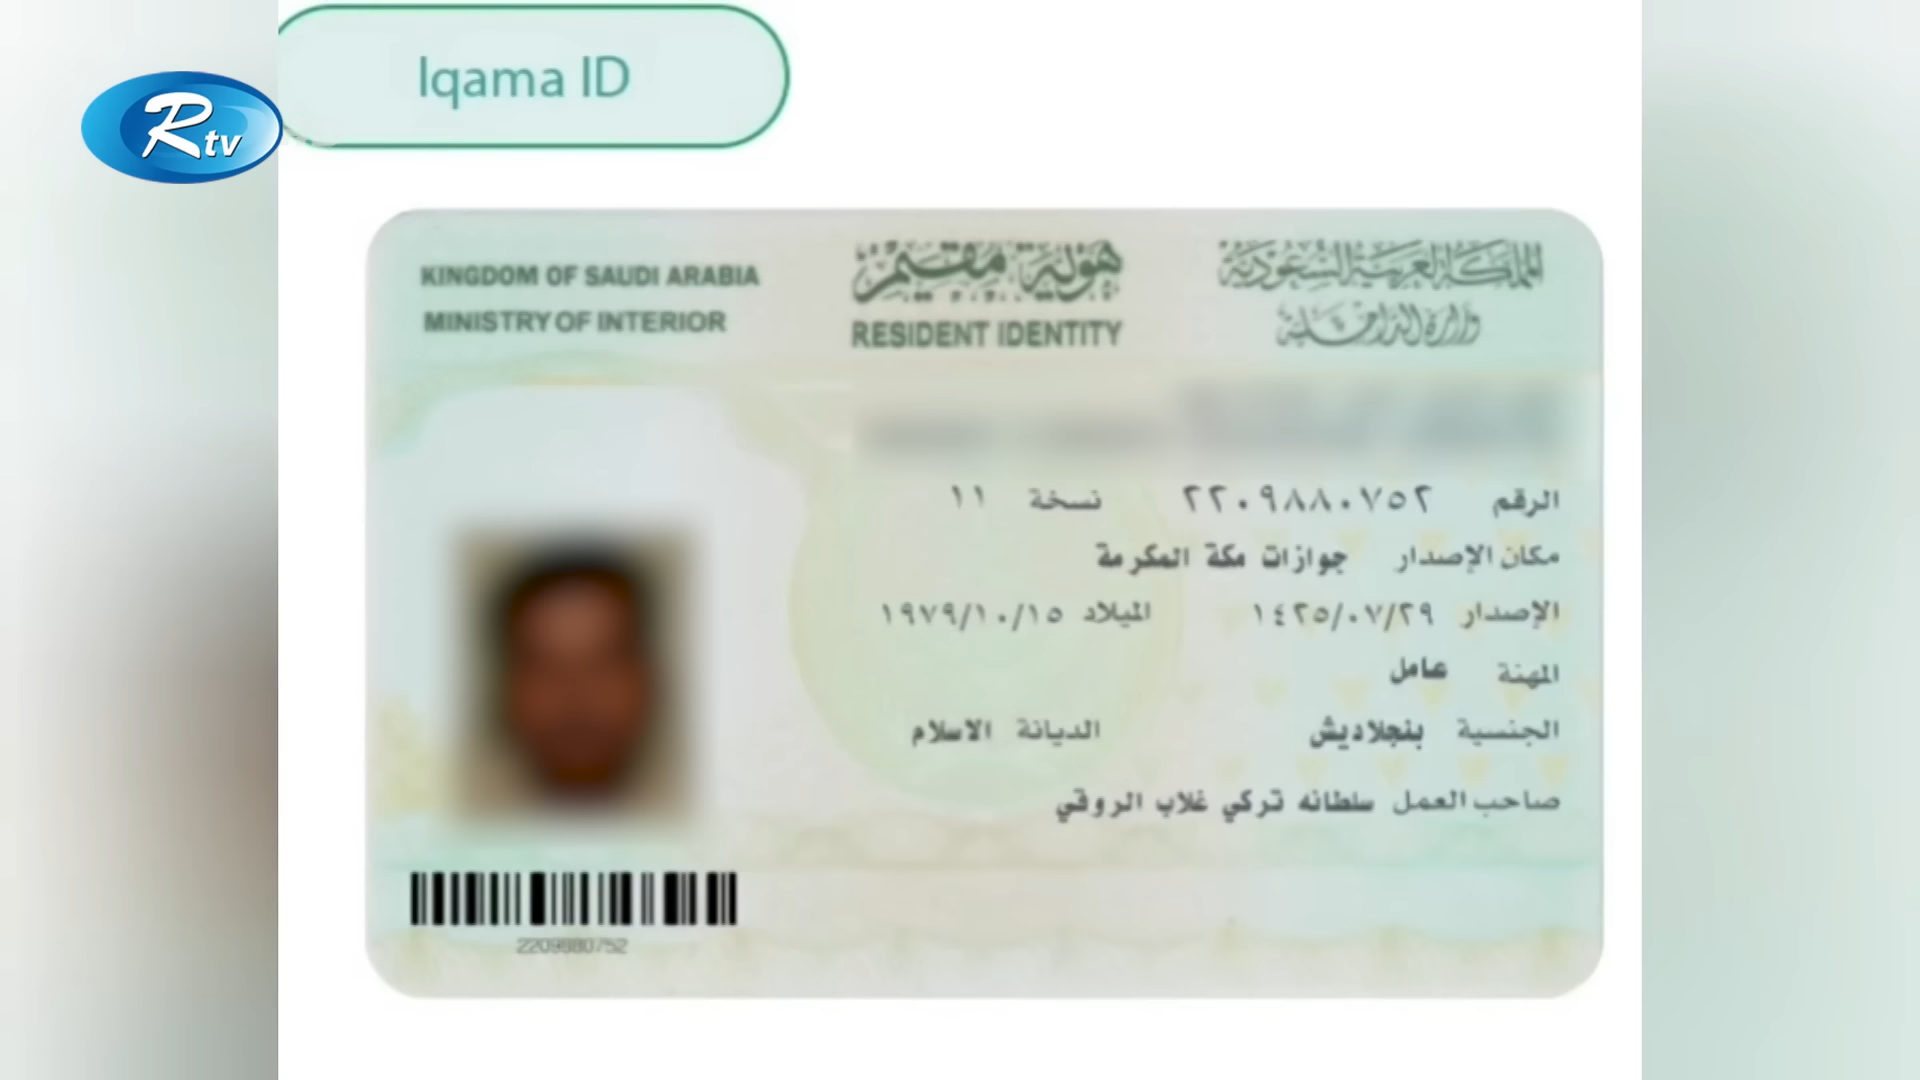 Iqama ID
Rtv
KINGDOM OF SAUDI ARABIA
MINISTRY OF INTERIOR
هوية مقيم
RESIDENT IDENTITY
المملكة العربية السعودية
وزارة الداخلية
الرقم ٢٢٠٩٨٨٠٧٥٢ نسخة ١١
مكان الإصدار جوازات مكة المكرمة
الإصدار ١٤٢٥/٠٧/٢٩ الميلاد ١٩٧٩/١٠/١٥
المهنة عامل
الجنسية بنجلاديش الديانة الاسلام
صاحب العمل سلطانه تركي غلاب الروقي
2209880752